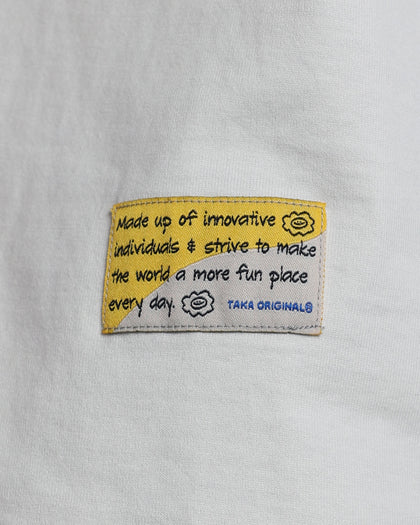 Made up of innovative
individuals & strive to make
the world a more fun place
every day.
TAKA ORIGINAL®